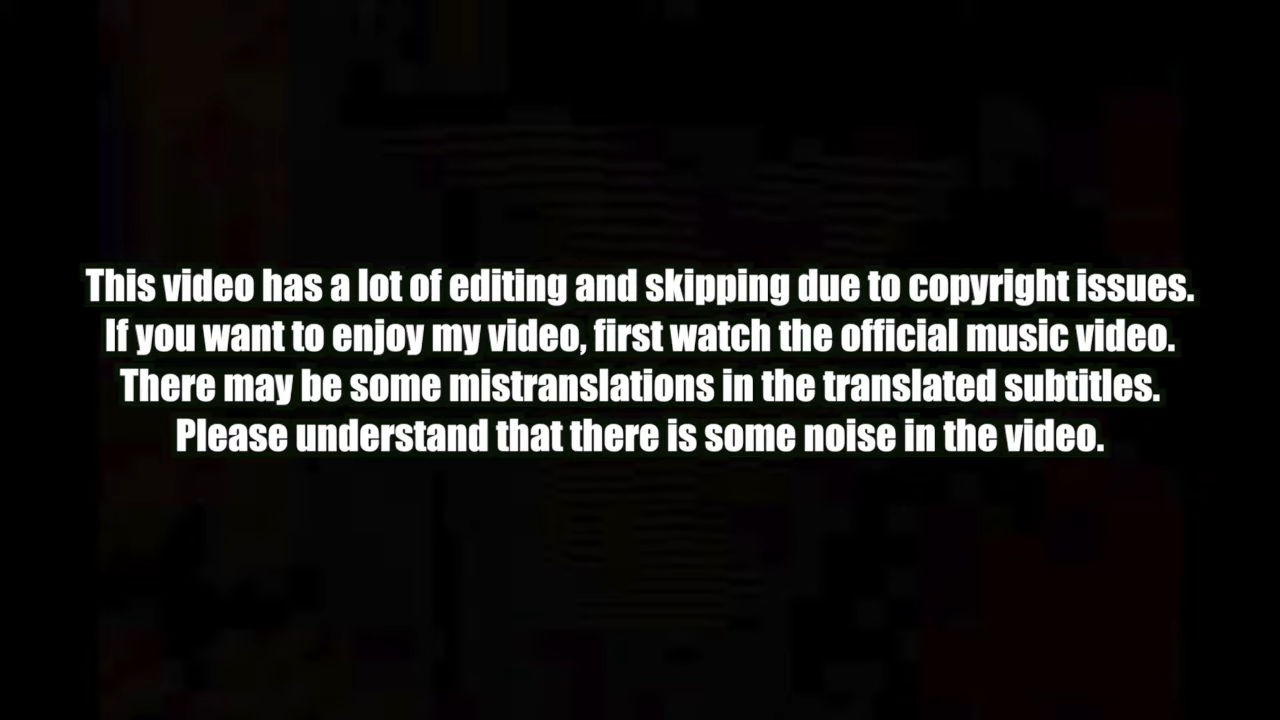 This video has a lot of editing and skipping due to copyright issues.
If you want to enjoy my video, first watch the official music video.
There may be some mistranslations in the translated subtitles.
Please understand that there is some noise in the video.